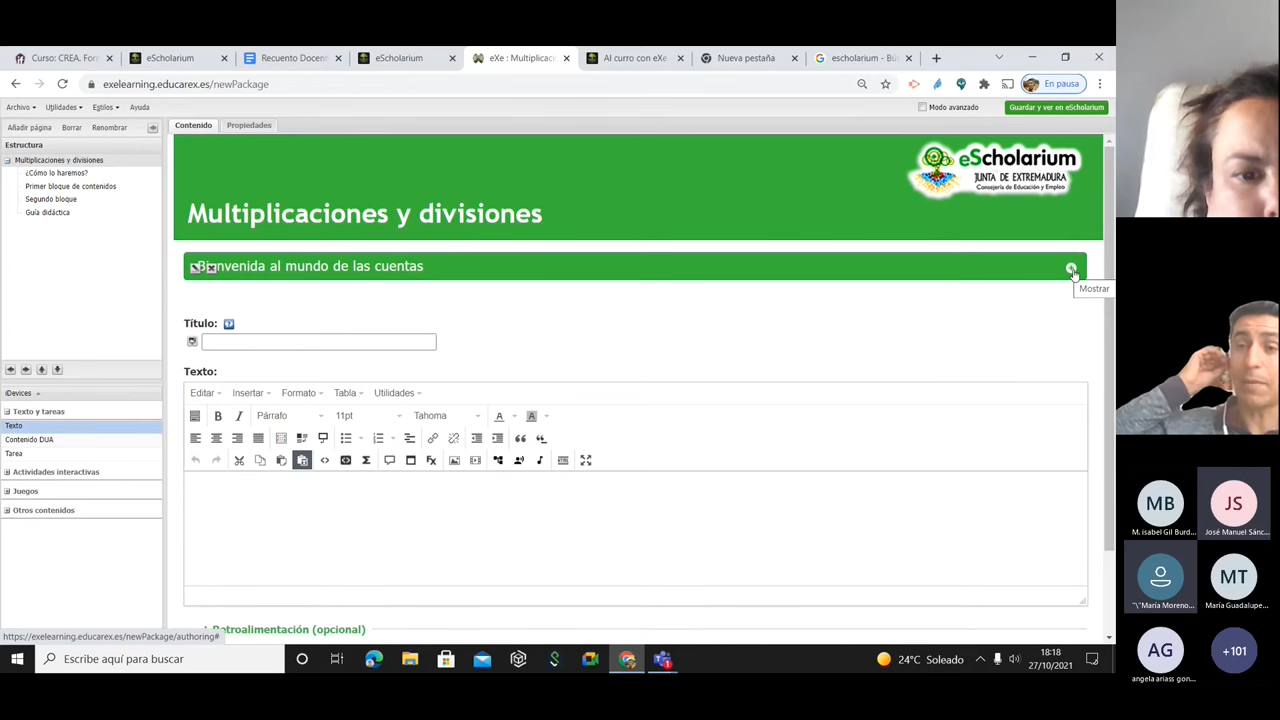 Curso: CREA. For
eScholarium
Recuento Docen
eScholarium
eXe : Multiplicaci
Al curro con eXe
Nueva pestaña
escholarium - Bú
exelearning.educarex.es/newPackage
En pausa
Archivo
Utilidades
Estilos
Ayuda
Modo avanzado
Guardar y ver en eScholarium
Añadir página
Borrar
Renombrar
Contenido
Propiedades
Estructura
Multiplicaciones y divisiones
¿Cómo lo haremos?
Primer bloque de contenidos
Segundo bloque
Guía didáctica
eScholarium
JUNTA DE EXTREMADURA
Consejería de Educación y Empleo
Multiplicaciones y divisiones
Bienvenida al mundo de las cuentas
Mostrar
Título:
Texto:
Editar
Insertar
Formato
Tabla
Utilidades
Párrafo
11pt
Tahoma
iDevices
Texto y tareas
Texto
Contenido DUA
Tarea
Actividades interactivas
Juegos
Otros contenidos
Retroalimentación (opcional)
https://exelearning.educarex.es/newPackage/authoring#
Escribe aquí para buscar
24°C Soleado
18:18
27/10/2021
MB
M. isabel Gil Burd...
JS
José Manuel Sánc...
"\"María Moreno...
MT
María Guadalupe...
AG
angela ariass gon...
+101